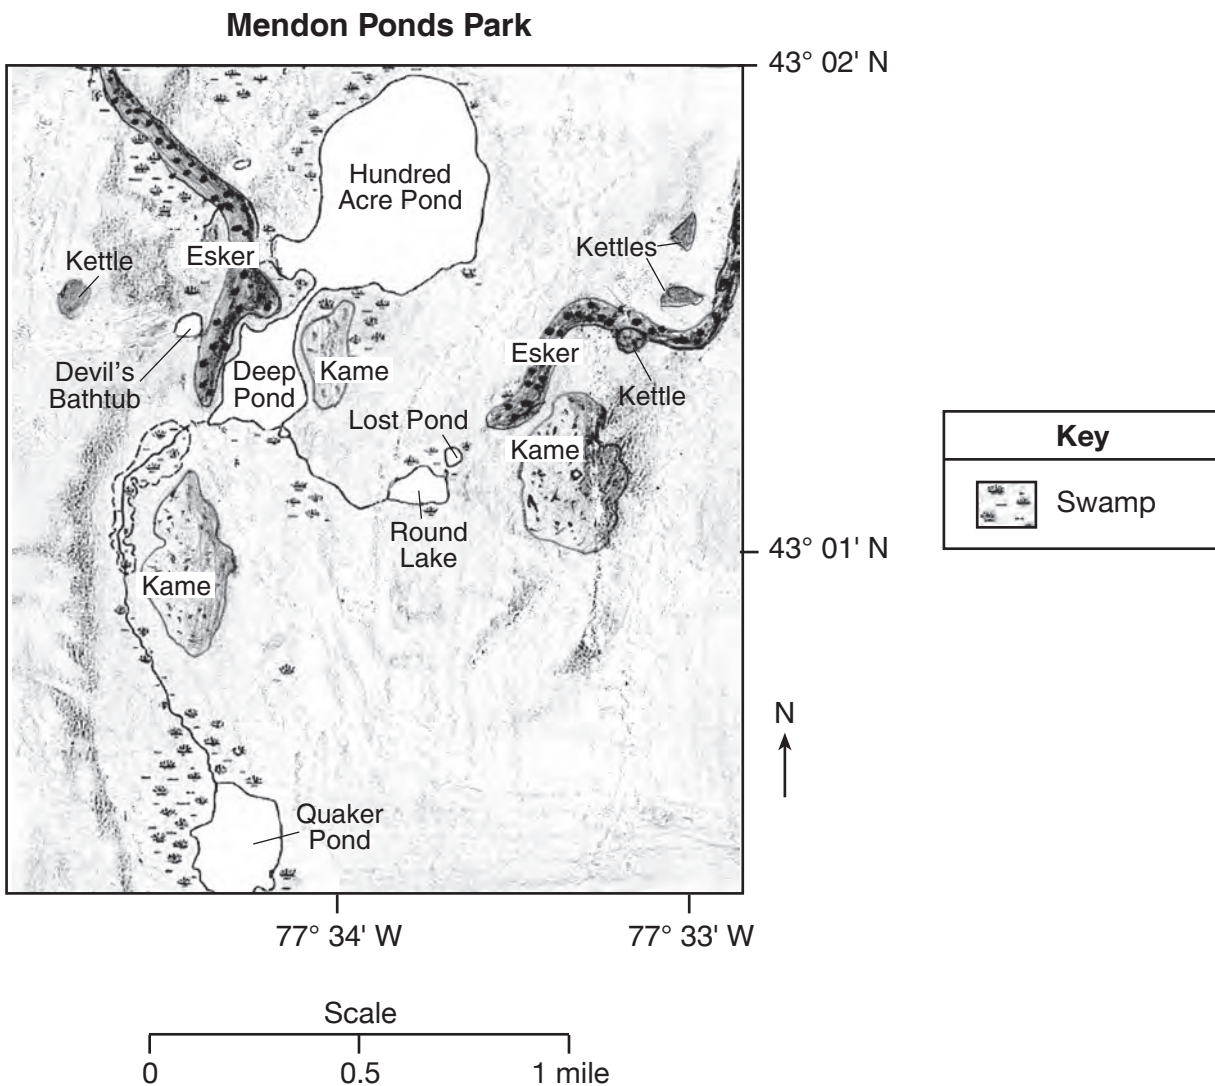 Mendon Ponds Park
43° 02' N
Hundred
Acre Pond
Kettles
Esker
Kettle
Esker
Devil's
Bathtub
Deep
Pond
Kame
Kettle
Lost Pond
Kame
Key
Swamp
Round
Lake
43° 01' N
Kame
N
Quaker
Pond
77° 34' W
77° 33' W
Scale
0
0.5
1 mile